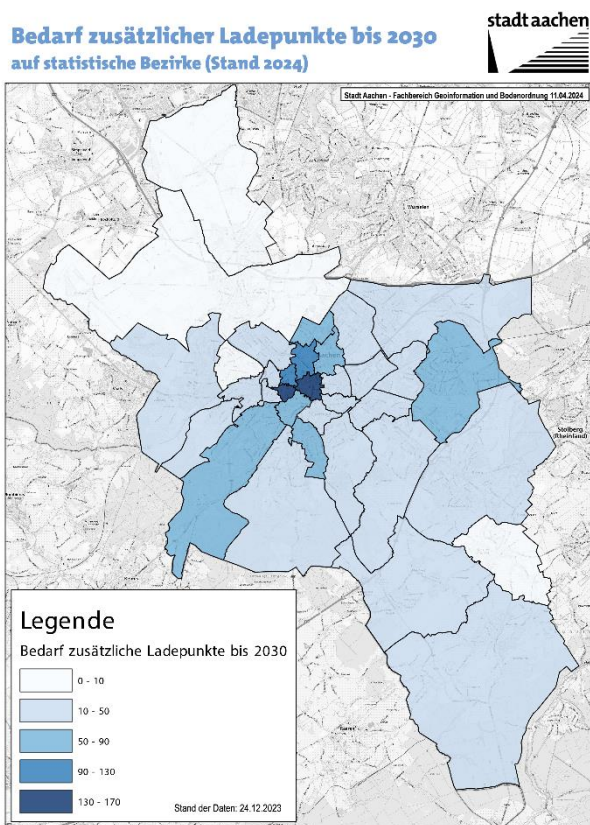 stadt aachen
Bedarf zusätzlicher Ladepunkte bis 2030
auf statistische Bezirke (Stand 2024)
Stadt Aachen - Fachbereich Geoinformation und Bodenordnung 11.04.2024
Würselen
Aachen
Stolberg
(Rheinland)
Legende
Bedarf zusätzliche Ladepunkte bis 2030
0 - 10
10 - 50
50 - 90
90 - 130
130 - 170
Stand der Daten: 24.12.2023